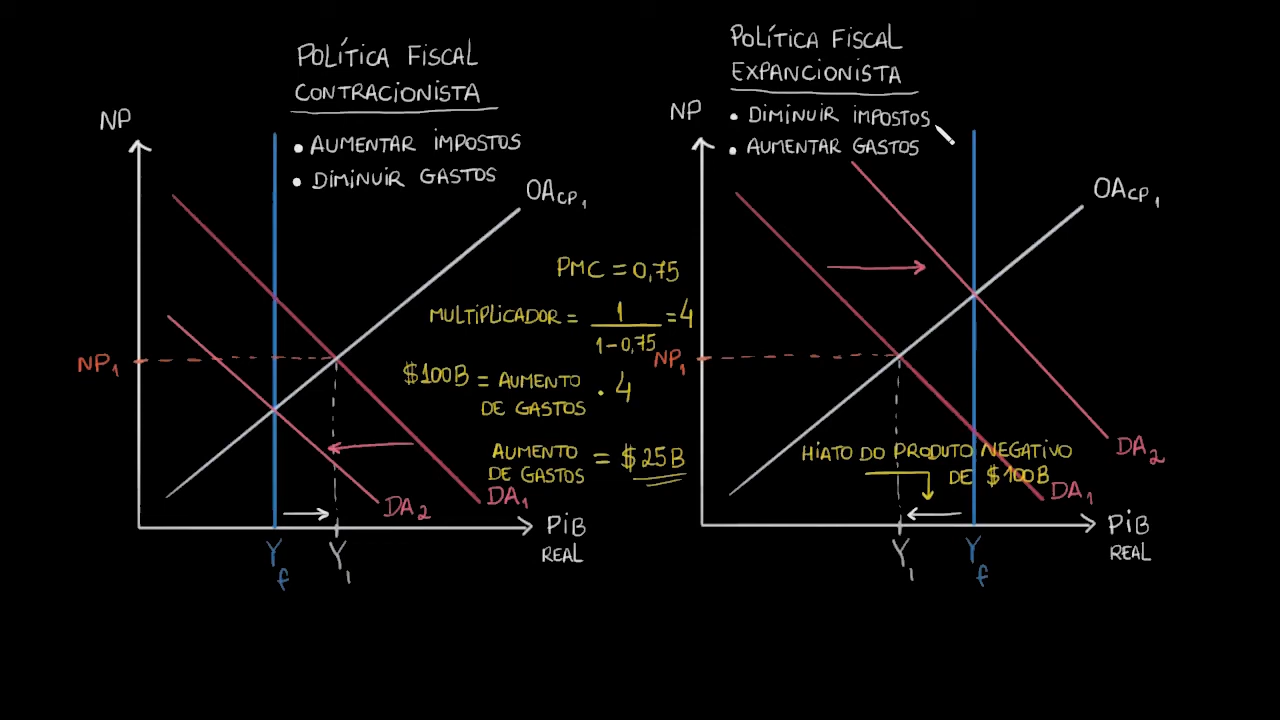 POLÍTICA FISCAL
CONTRACIONISTA
• AUMENTAR IMPOSTOS
• DIMINUIR GASTOS
NP
OACP1
NP1
DA2
DA1
PIB
REAL
Yf
Y1
PMC = 0,75
MULTIPLICADOR = 1 / 1-0,75 = 4
$100B = AUMENTO
DE GASTOS · 4
AUMENTO
DE GASTOS = $25B
POLÍTICA FISCAL
EXPANCIONISTA
• DIMINUIR IMPOSTOS
• AUMENTAR GASTOS
NP
OACP1
NP1
HIATO DO PRODUTO NEGATIVO
DE $100B
DA2
DA1
PIB
REAL
Y1
Yf